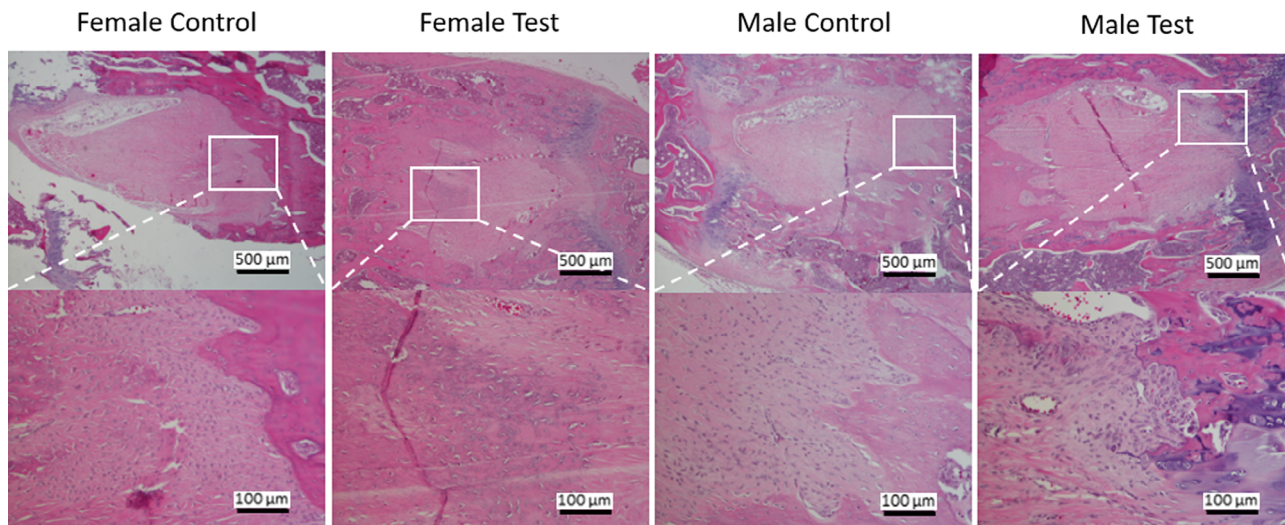 Female Control
Female Test
Male Control
Male Test
500 µm
500 µm
500 µm
500 µm
100 µm
100 µm
100 µm
100 µm